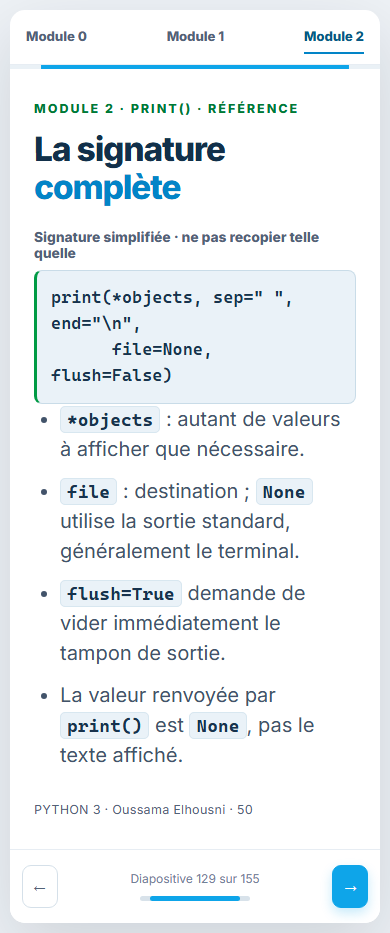 Module 0
Module 1
Module 2
MODULE 2 · PRINT() · RÉFÉRENCE
La signature
complète
Signature simplifiée · ne pas recopier telle
quelle
print(*objects, sep=" ",
end="\n",
      file=None,
flush=False)
• *objects : autant de valeurs
à afficher que nécessaire.
• file : destination ; None
utilise la sortie standard,
généralement le terminal.
• flush=True demande de
vider immédiatement le
tampon de sortie.
• La valeur renvoyée par
print() est None, pas le
texte affiché.
PYTHON 3 · Oussama Elhousni · 50
←
Diapositive 129 sur 155
→